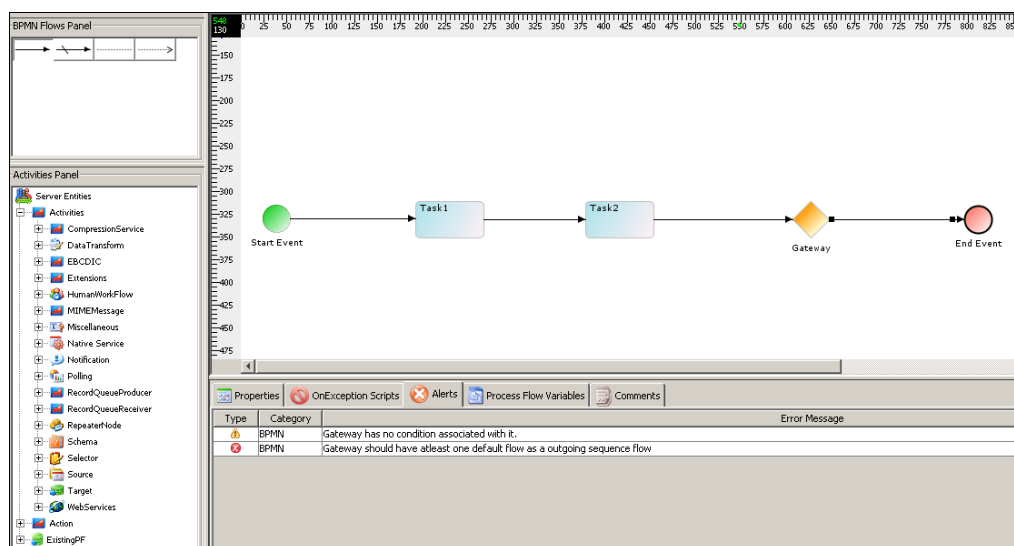 BPMN Flows Panel
548
130
0 25 50 75 100 125 150 175 200 225 250 275 300 325 350 375 400 425 450 475 500 525 550 575 600 625 650 675 700 725 750 775 800 825 85
150
175
200
225
250
275
300
325
350
375
400
425
450
475
Activities Panel
Server Entities
Activities
CompressionService
DataTransform
EBCDIC
Extensions
HumanWorkFlow
MIMEMessage
Miscellaneous
Native Service
Notification
Polling
RecordQueueProducer
RecordQueueReceiver
RepeaterNode
Schema
Selector
Source
Target
WebServices
Action
ExistingPF
Task1 Task2
Start Event Gateway End Event
Properties OnException Scripts Alerts Process Flow Variables Comments
Type Category Error Message
BPMN Gateway has no condition associated with it.
BPMN Gateway should have atleast one default flow as a outgoing sequence flow